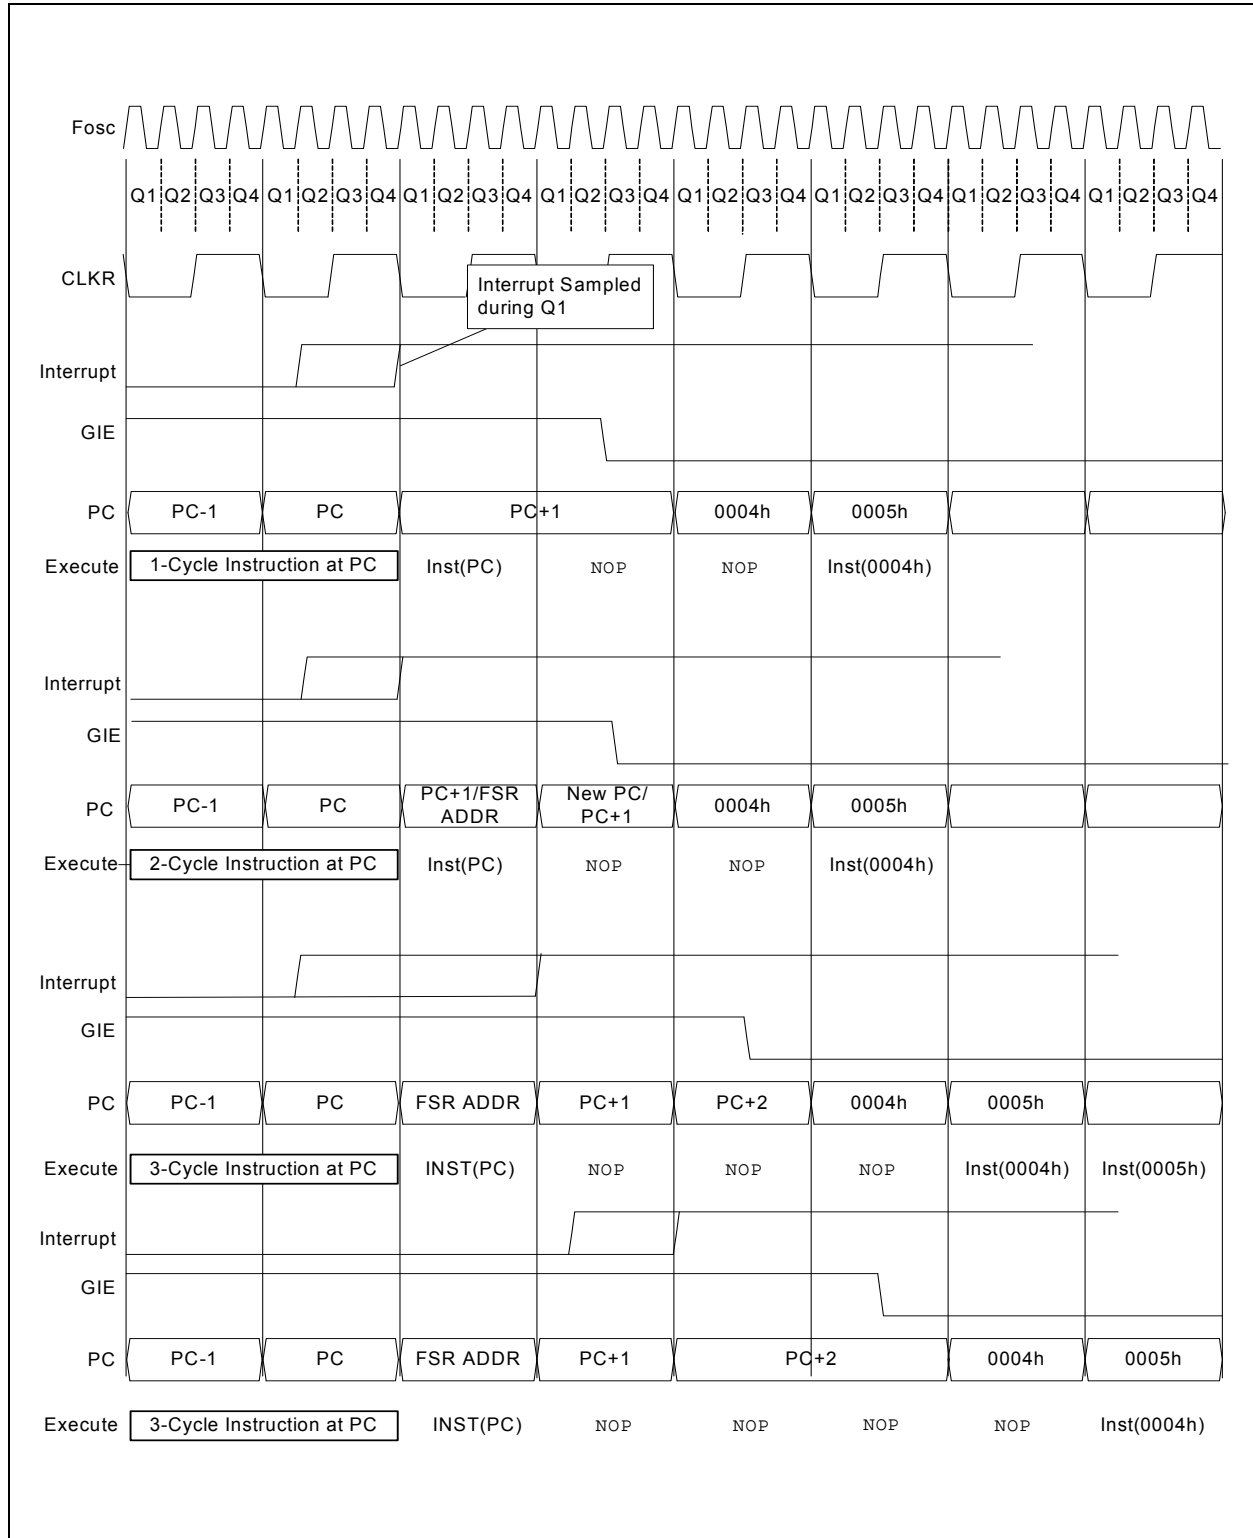 Fosc
Q1 Q2 Q3 Q4 Q1 Q2 Q3 Q4 Q1 Q2 Q3 Q4 Q1 Q2 Q3 Q4 Q1 Q2 Q3 Q4 Q1 Q2 Q3 Q4 Q1 Q2 Q3 Q4 Q1 Q2 Q3 Q4
CLKR
Interrupt Sampled
during Q1
Interrupt
GIE
PC PC-1 PC PC+1 0004h 0005h
Execute 1-Cycle Instruction at PC Inst(PC) NOP NOP Inst(0004h)
Interrupt
GIE
PC PC-1 PC PC+1/FSR ADDR New PC/ PC+1 0004h 0005h
Execute 2-Cycle Instruction at PC Inst(PC) NOP NOP Inst(0004h)
Interrupt
GIE
PC PC-1 PC FSR ADDR PC+1 PC+2 0004h 0005h
Execute 3-Cycle Instruction at PC INST(PC) NOP NOP NOP Inst(0004h) Inst(0005h)
Interrupt
GIE
PC PC-1 PC FSR ADDR PC+1 PC+2 0004h 0005h
Execute 3-Cycle Instruction at PC INST(PC) NOP NOP NOP NOP Inst(0004h)